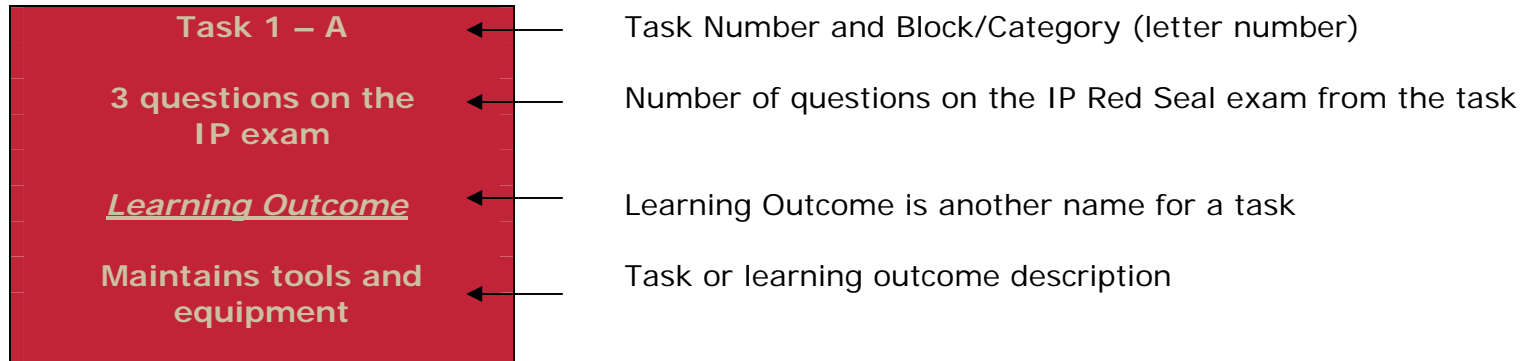 Task 1 – A
Task Number and Block/Category (letter number)
3 questions on the
IP exam
Number of questions on the IP Red Seal exam from the task
Learning Outcome
Learning Outcome is another name for a task
Maintains tools and
equipment
Task or learning outcome description